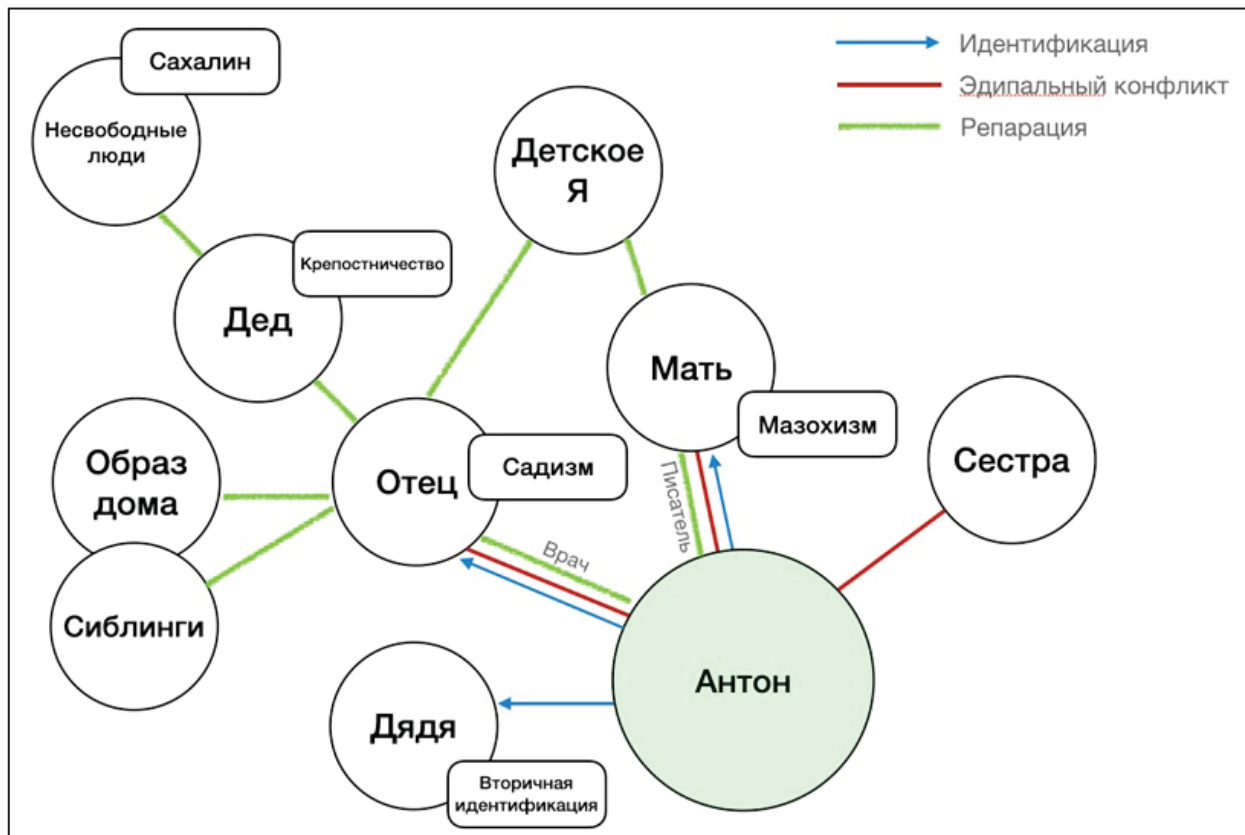 Сахалин
Несвободные
люди
Детское
Я
Идентификация
Эдипальный конфликт
Репарация
Крепостничество
Дед
Мать
Мазохизм
Сестра
Образ
дома
Отец
Садизм
Писатель
Врач
Сиблинги
Антон
Дядя
Вторичная
идентификация